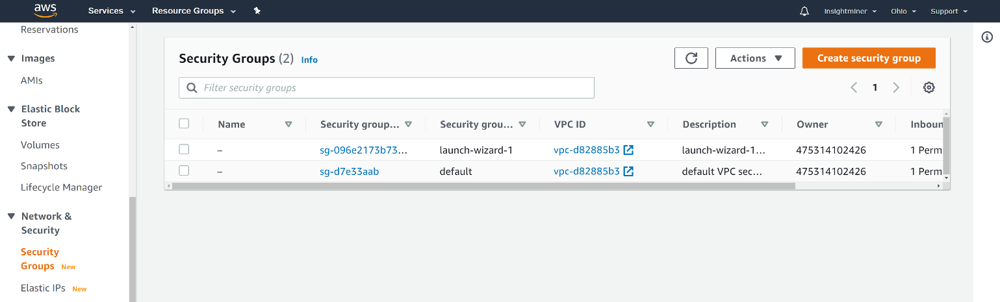 aws Services Resource Groups Insightminer Ohio Support
Reservations
Images
AMIs
Elastic Block
Store
Volumes
Snapshots
Lifecycle Manager
Network &
Security
Security
Groups New
Elastic IPs New
Security Groups (2) Info
Actions
Create security group
Filter security groups
1
Name Security group... Security grou... VPC ID Description Owner Inboun
– sg-096e2173b73... launch-wizard-1 vpc-d82885b3 launch-wizard-1... 475314102426 1 Perm
– sg-d7e33aab default vpc-d82885b3 default VPC sec... 475314102426 1 Perm